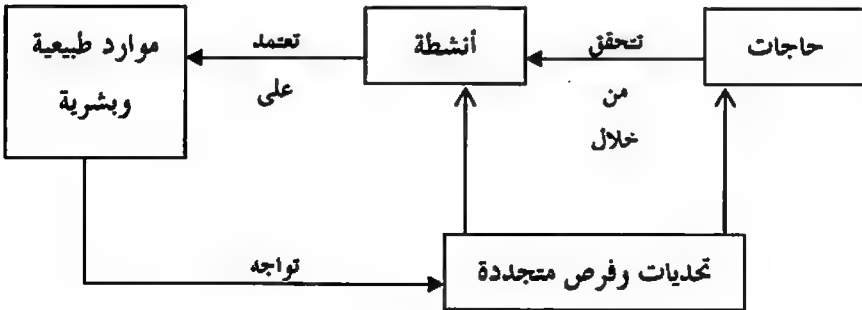 حاجات
تتحقق
من
خلال
أنشطة
تعتمد
على
موارد طبيعية
وبشرية
تواجه
تحديات وفرص متجددة